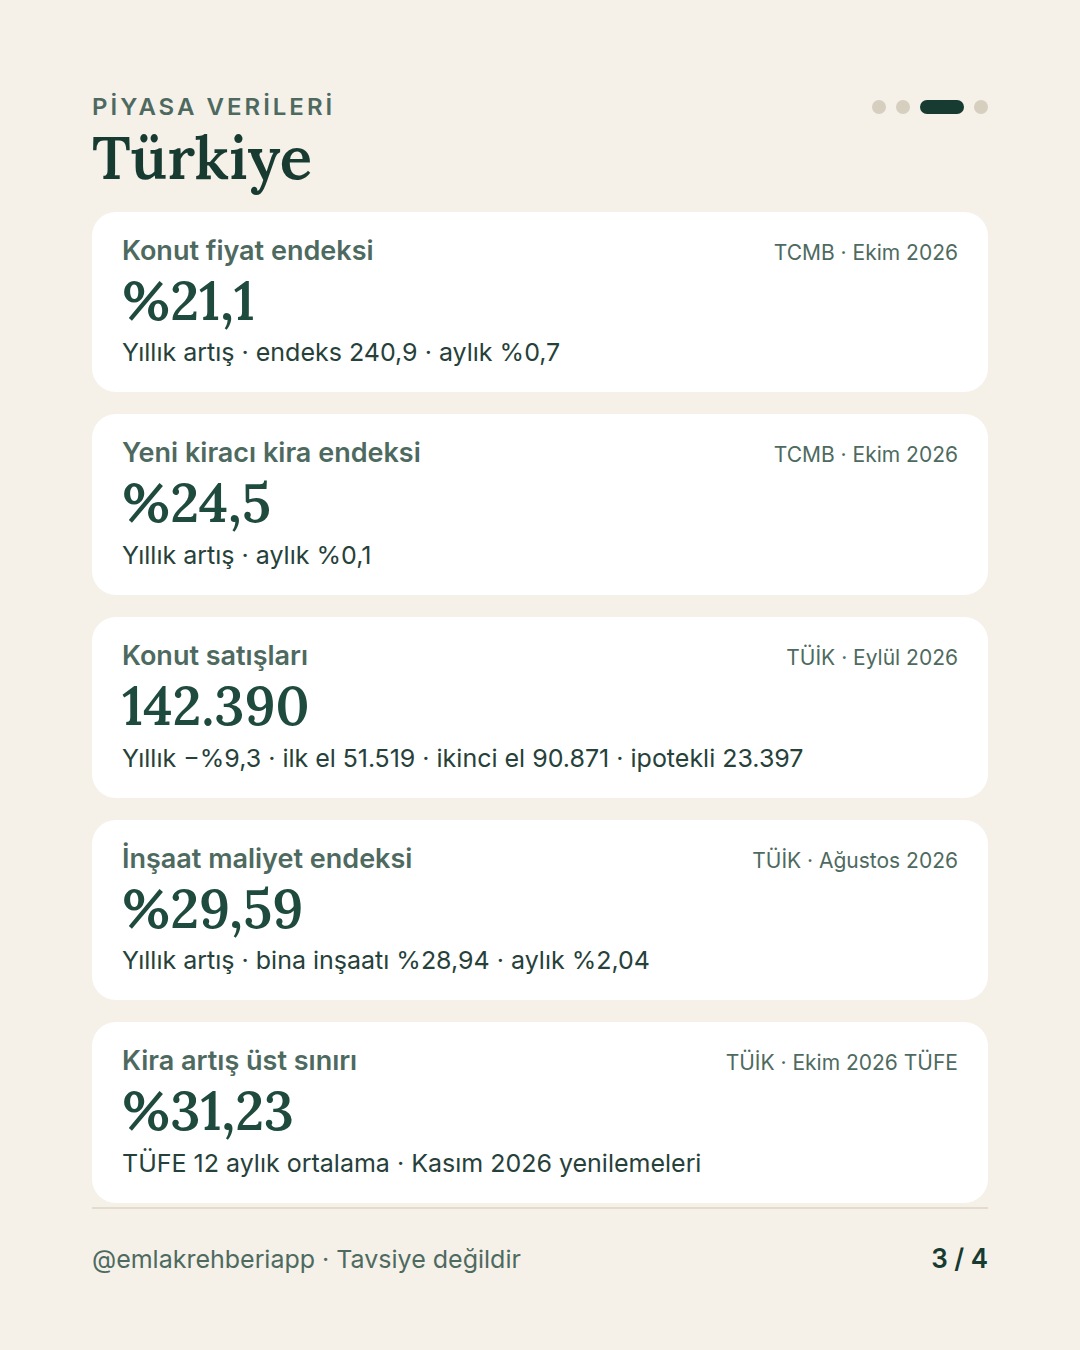 PİYASA VERİLERİ
Türkiye
Konut fiyat endeksi
TCMB · Ekim 2026
%21,1
Yıllık artış · endeks 240,9 · aylık %0,7
Yeni kiracı kira endeksi
TCMB · Ekim 2026
%24,5
Yıllık artış · aylık %0,1
Konut satışları
TÜİK · Eylül 2026
142.390
Yıllık −%9,3 · ilk el 51.519 · ikinci el 90.871 · ipotekli 23.397
İnşaat maliyet endeksi
TÜİK · Ağustos 2026
%29,59
Yıllık artış · bina inşaatı %28,94 · aylık %2,04
Kira artış üst sınırı
TÜİK · Ekim 2026 TÜFE
%31,23
TÜFE 12 aylık ortalama · Kasım 2026 yenilemeleri
@emlakrehberiapp · Tavsiye değildir
3 / 4